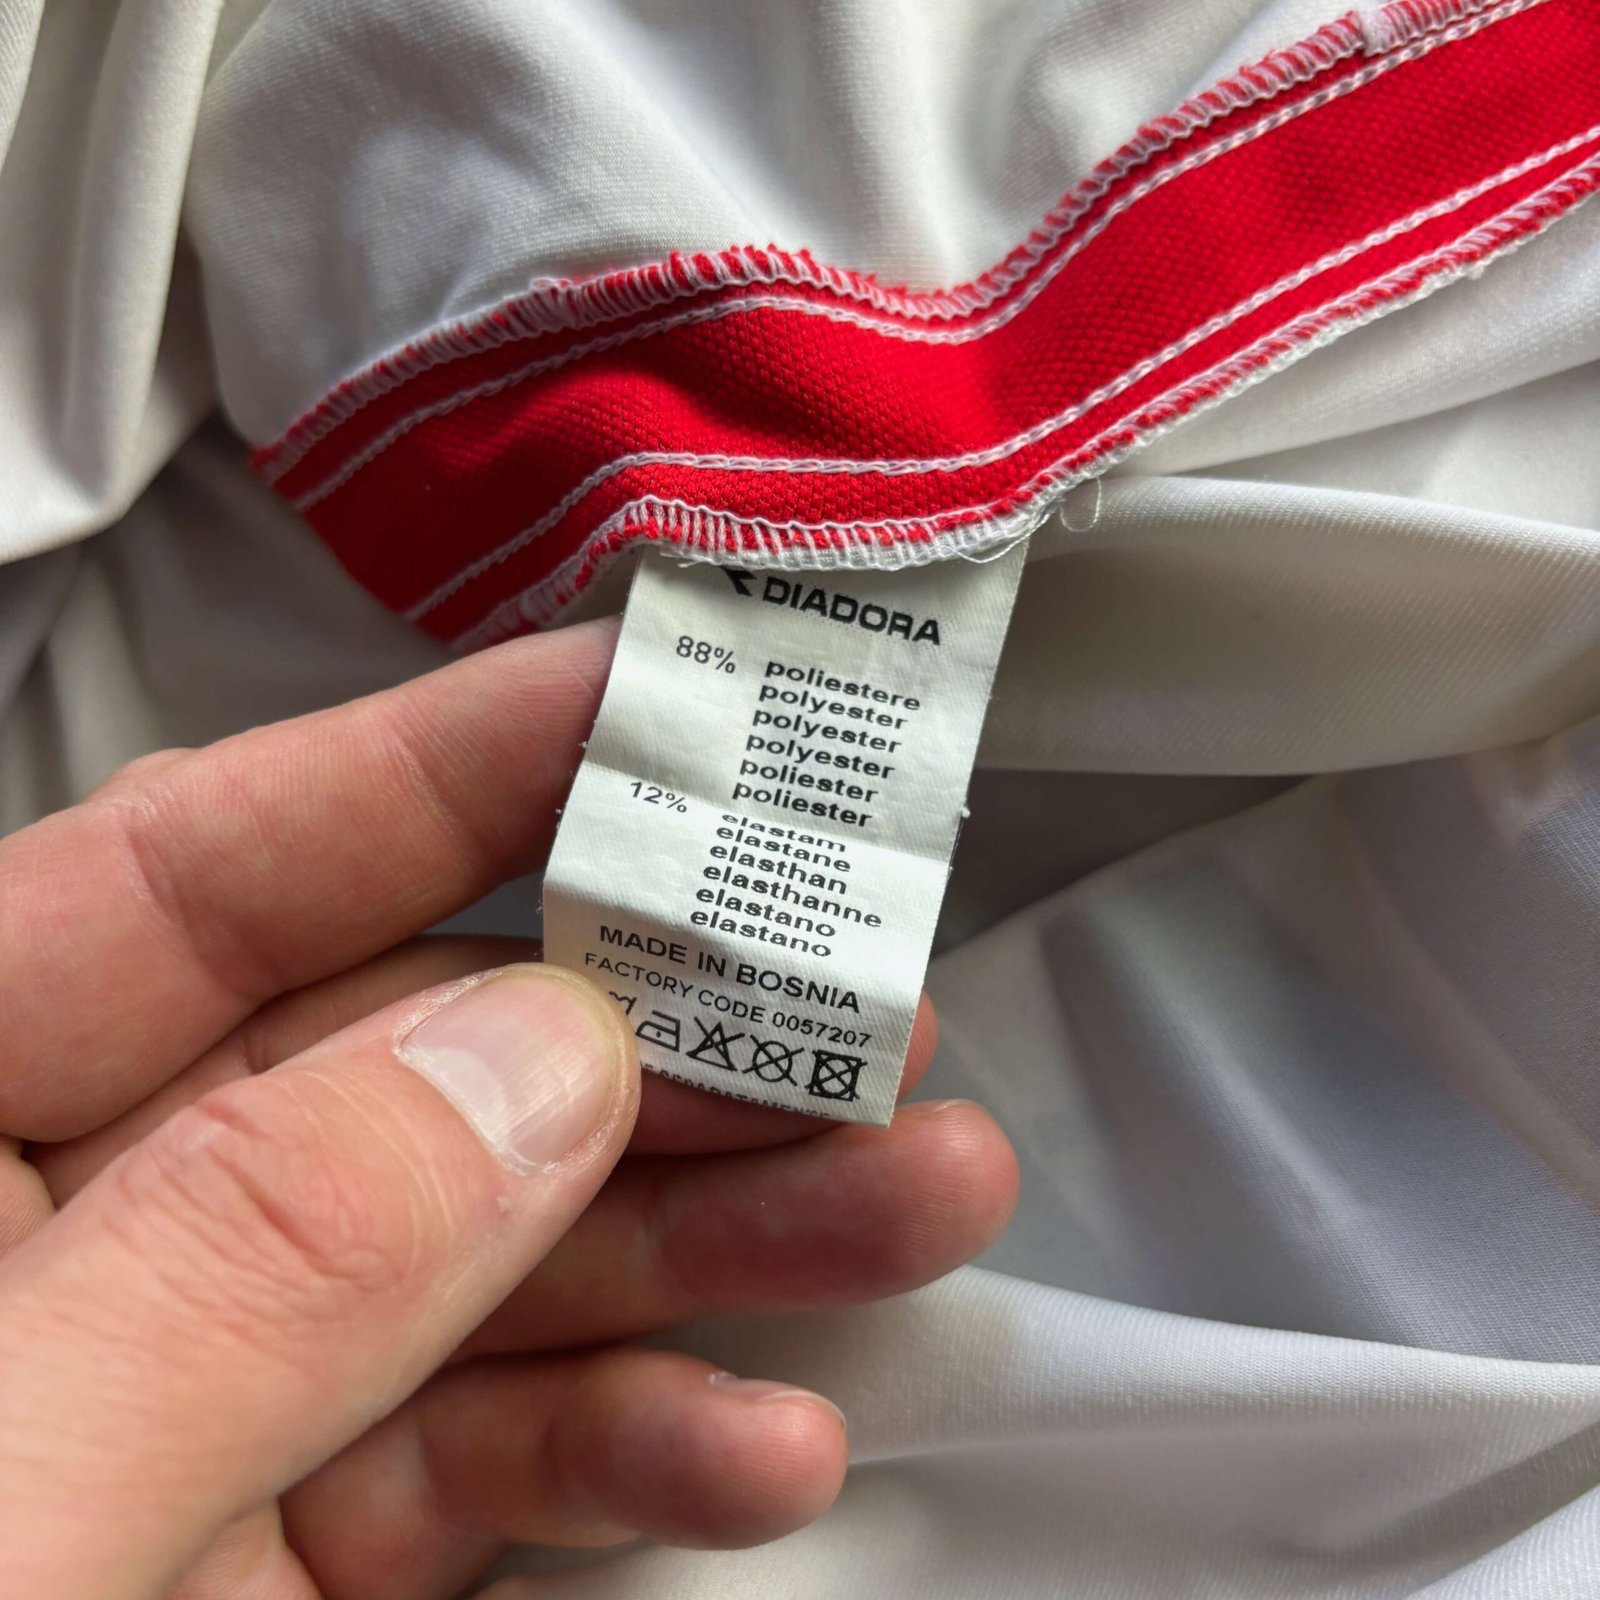 DIADORA
88% poliestere
polyester
polyester
polyester
poliester
poliester
12% elastam
elastane
elasthan
elasthanne
elastano
elastano
MADE IN BOSNIA
FACTORY CODE 0057207
SEPARATAMENTE